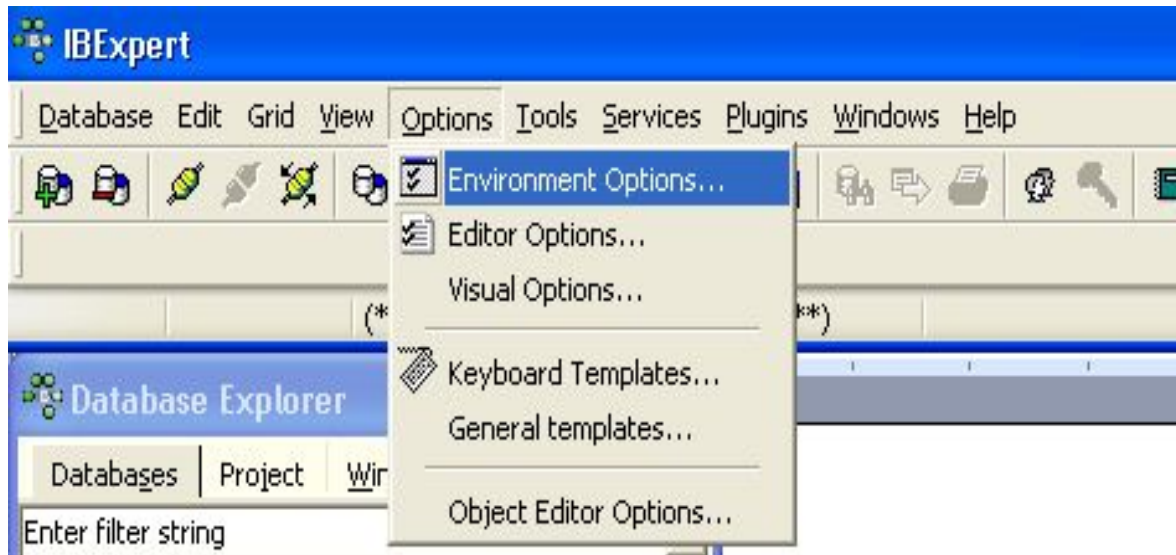 IBExpert
Database Edit Grid View Options Tools Services Plugins Windows Help
Environment Options...
Editor Options...
Visual Options...
(* **)
Keyboard Templates...
Database Explorer
General templates...
Databases Project
Object Editor Options...
Enter filter string